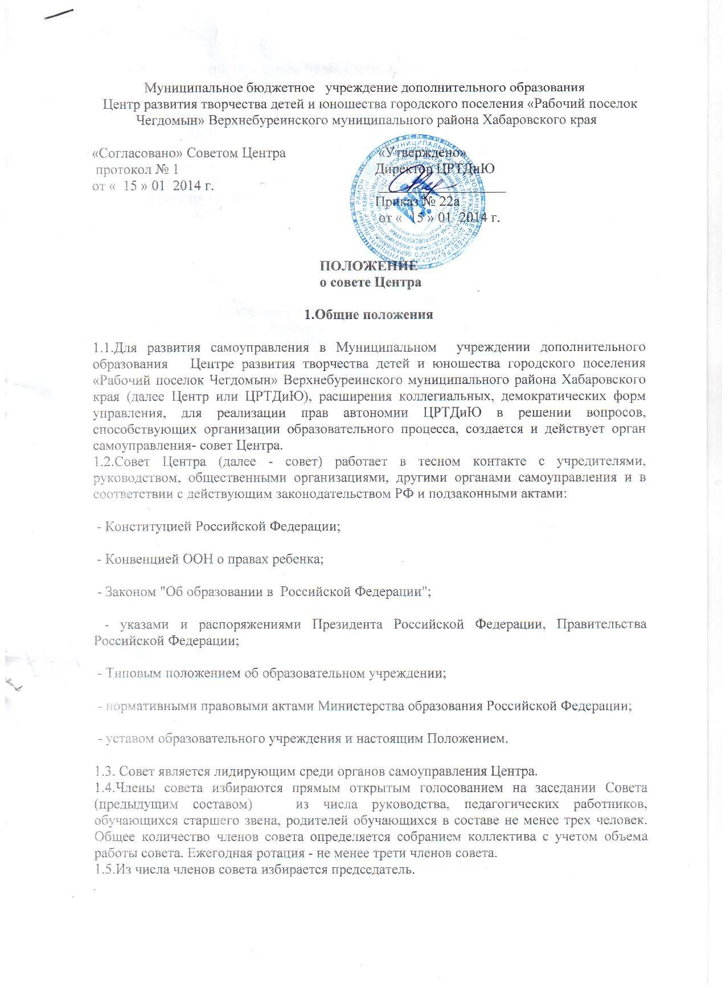 Муниципальное бюджетное учреждение дополнительного образования
Центр развития творчества детей и юношества городского поселения «Рабочий поселок
Чегдомын» Верхнебуреинского муниципального района Хабаровского края
«Согласовано» Советом Центра
протокол № 1
от « 15 » 01 2014 г.
«Утверждено»
Директор ЦРТДиЮ
Приказ № 22а
от « 15 » 01 2014 г.
ПОЛОЖЕНИЕ
о совете Центра
1.Общие положения
1.1.Для развития самоуправления в Муниципальном учреждении дополнительного
образования Центре развития творчества детей и юношества городского поселения
«Рабочий поселок Чегдомын» Верхнебуреинского муниципального района Хабаровского
края (далее Центр или ЦРТДиЮ), расширения коллегиальных, демократических форм
управления, для реализации прав автономии ЦРТДиЮ в решении вопросов,
способствующих организации образовательного процесса, создается и действует орган
самоуправления- совет Центра.
1.2.Совет Центра (далее - совет) работает в тесном контакте с учредителями,
руководством, общественными организациями, другими органами самоуправления и в
соответствии с действующим законодательством РФ и подзаконными актами:
- Конституцией Российской Федерации;
- Конвенцией ООН о правах ребенка;
- Законом "Об образовании в Российской Федерации";
- указами и распоряжениями Президента Российской Федерации, Правительства
Российской Федерации;
- Типовым положением об образовательном учреждении;
- нормативными правовыми актами Министерства образования Российской Федерации;
- уставом образовательного учреждения и настоящим Положением.
1.3. Совет является лидирующим среди органов самоуправления Центра.
1.4.Члены совета избираются прямым открытым голосованием на заседании Совета
(предыдущим составом) из числа руководства, педагогических работников,
обучающихся старшего звена, родителей обучающихся в составе не менее трех человек.
Общее количество членов совета определяется собранием коллектива с учетом объема
работы совета. Ежегодная ротация - не менее трети членов совета.
1.5.Из числа членов совета избирается председатель.